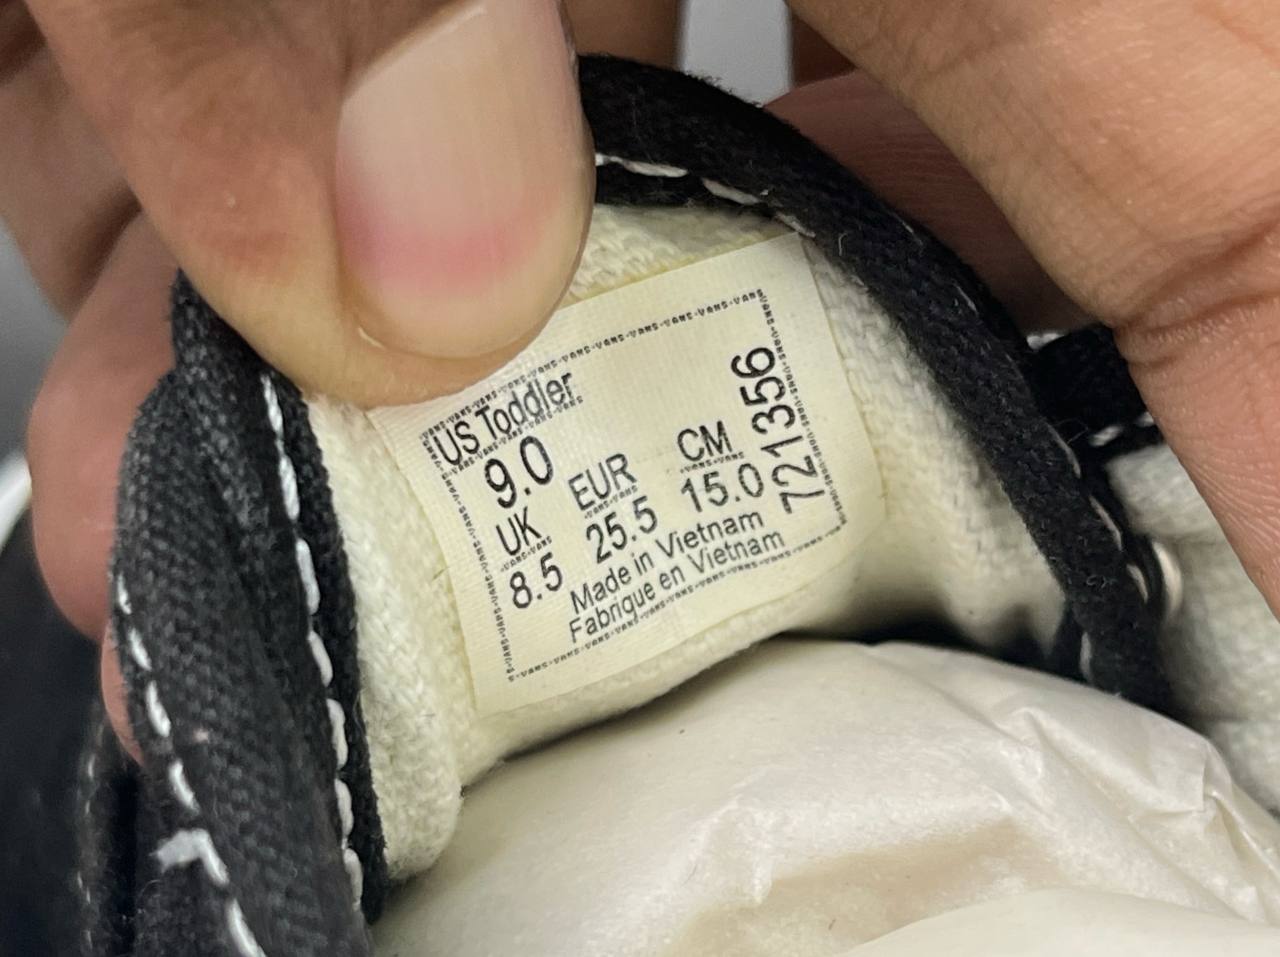 US Toddler
9.0
UK EUR CM
8.5 25.5 15.0
Made in Vietnam
Fabrique en Vietnam
721356